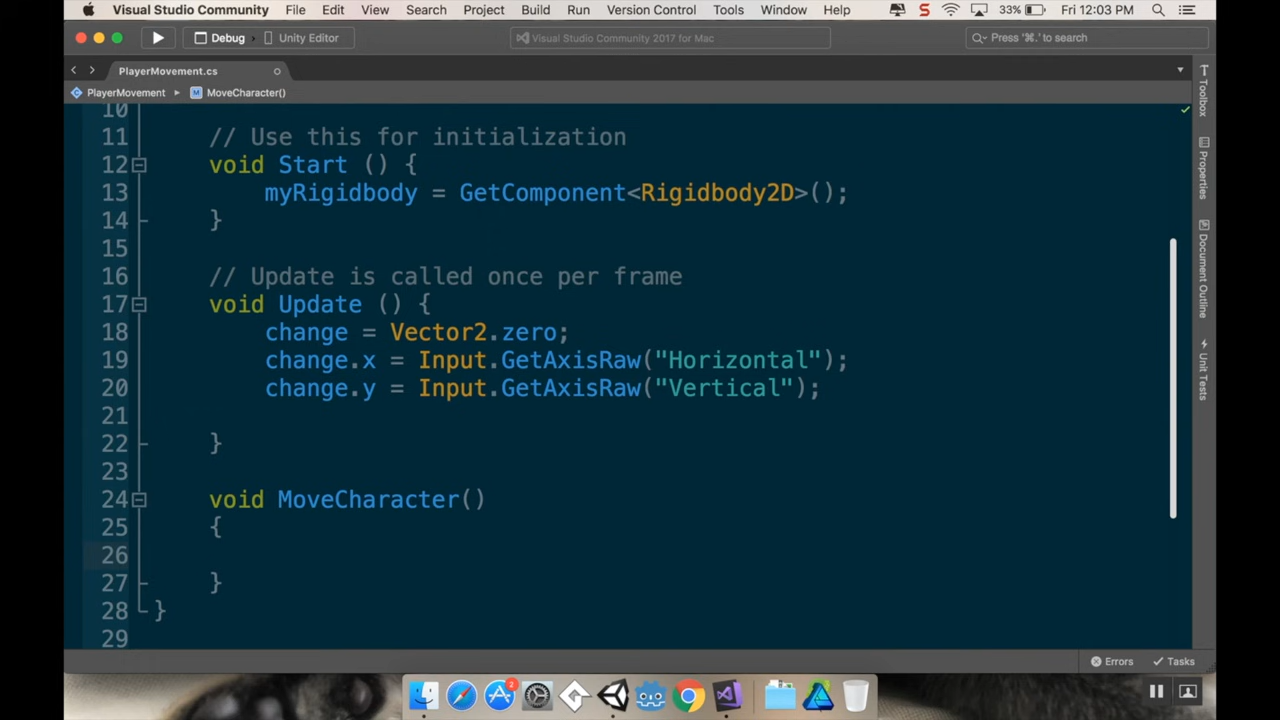 Visual Studio Community File Edit View Search Project Build Run Version Control Tools Window Help S 33% Fri 12:03 PM
Debug Unity Editor Visual Studio Community 2017 for Mac Press '⌘.' to search
PlayerMovement.cs
PlayerMovement MoveCharacter()
10
11 // Use this for initialization
12 void Start () {
13 myRigidbody = GetComponent<Rigidbody2D>();
14 }
15
16 // Update is called once per frame
17 void Update () {
18 change = Vector2.zero;
19 change.x = Input.GetAxisRaw("Horizontal");
20 change.y = Input.GetAxisRaw("Vertical");
21
22 }
23
24 void MoveCharacter()
25 {
26
27 }
28 }
29
Toolbox
Properties
Document Outline
Unit Tests
Errors Tasks
2